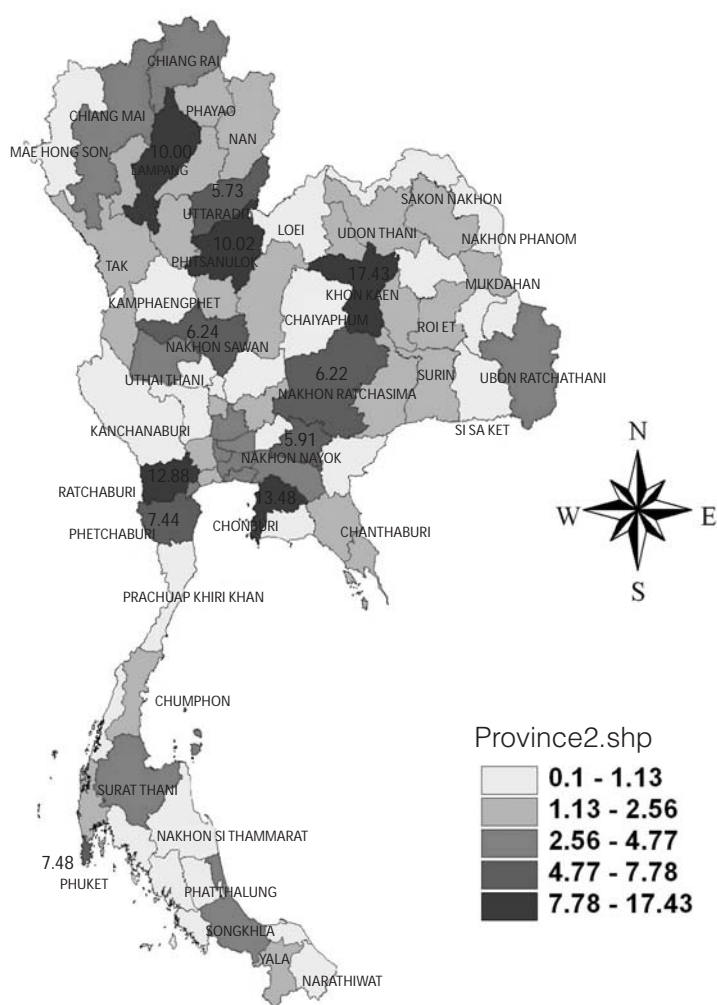 CHIANG RAI
CHIANG MAI
PHAYAO
NAN
MAE HONG SON
10.00
LAMPANG
5.73
UTTARADIT
SAKON NAKHON
LOEI
UDON THANI
NAKHON PHANOM
10.02
PHITSANULOK
TAK
17.43
KHON KAEN
MUKDAHAN
KAMPHAENGPHET
CHAIYAPHUM
ROI ET
6.24
NAKHON SAWAN
UTHAI THANI
6.22
NAKHON RATCHASIMA
SURIN
UBON RATCHATHANI
KANCHANABURI
SI SA KET
5.91
NAKHON NAYOK
12.88
RATCHABURI
13.48
PHETCHABURI
7.44
CHONBURI
CHANTHABURI
N
W
E
S
PRACHUAP KHIRI KHAN
CHUMPHON
Province2.shp
0.1 - 1.13
1.13 - 2.56
2.56 - 4.77
4.77 - 7.78
7.78 - 17.43
SURAT THANI
NAKHON SI THAMMARAT
7.48
PHUKET
PHATTHALUNG
SONGKHLA
YALA
NARATHIWAT